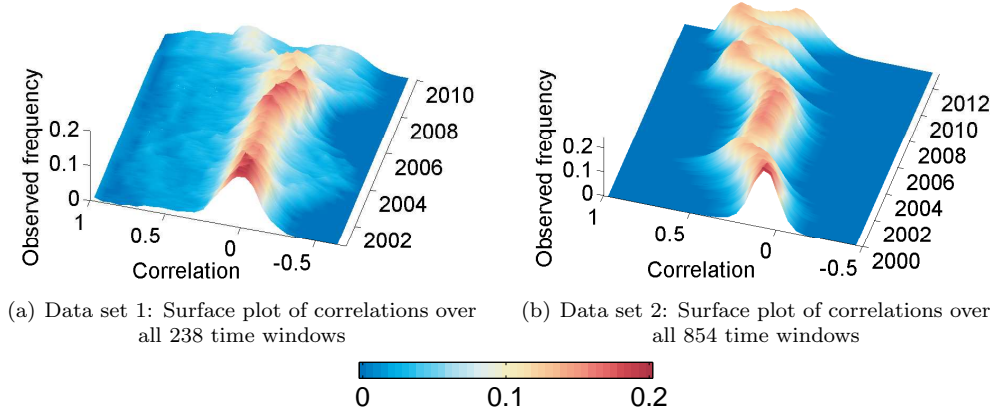 Observed frequency
0.2
0.1
0
1
0.5
0
-0.5
Correlation
2002
2004
2006
2008
2010
Observed frequency
0.2
0.1
0
1
0.5
0
-0.5
Correlation
2000
2002
2004
2006
2008
2010
2012
(a) Data set 1: Surface plot of correlations over
all 238 time windows
(b) Data set 2: Surface plot of correlations over
all 854 time windows
0 0.1 0.2